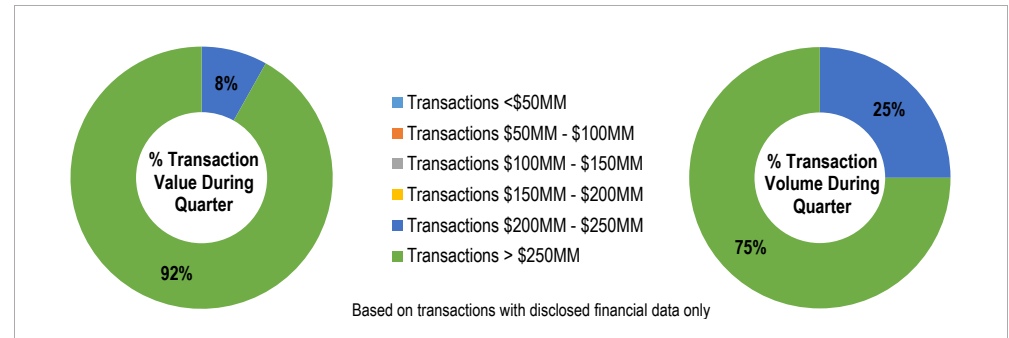 8%
% Transaction
Value During
Quarter
92%
Transactions <$50MM
Transactions $50MM - $100MM
Transactions $100MM - $150MM
Transactions $150MM - $200MM
Transactions $200MM - $250MM
Transactions > $250MM
25%
% Transaction
Volume During
Quarter
75%
Based on transactions with disclosed financial data only